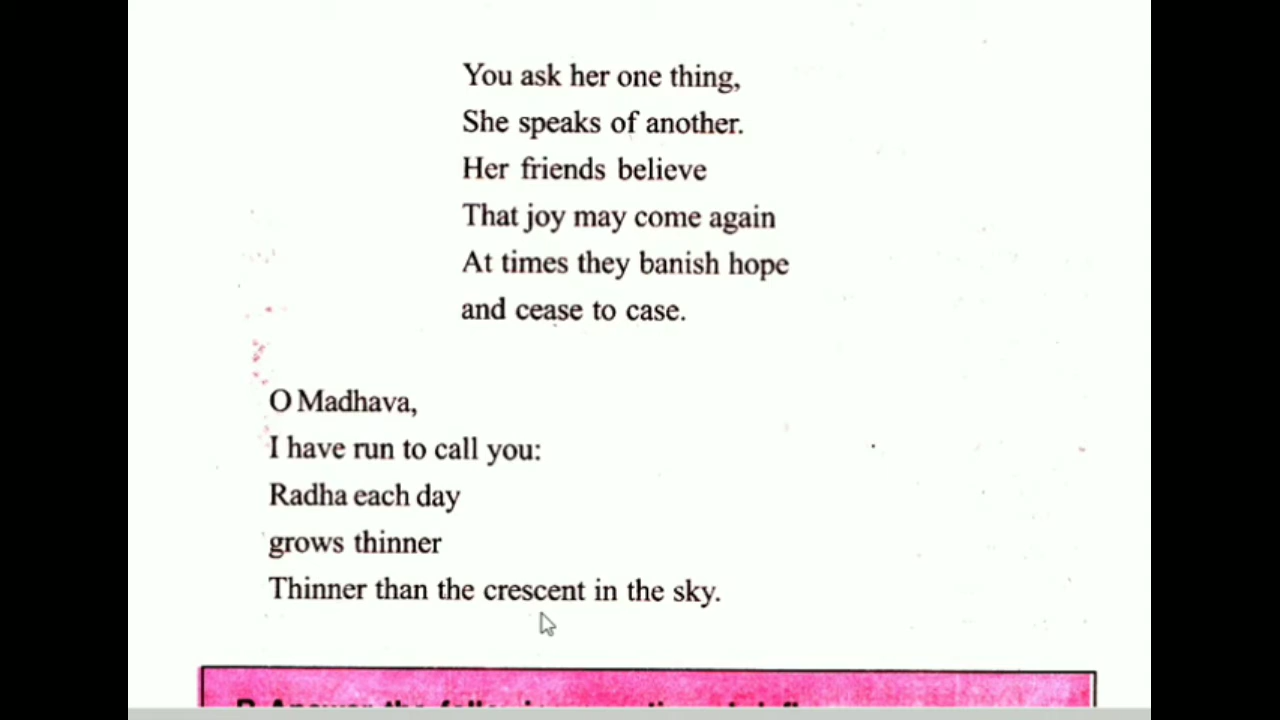 You ask her one thing,
She speaks of another.
Her friends believe
That joy may come again
At times they banish hope
and cease to case.
O Madhava,
I have run to call you:
Radha each day
grows thinner
Thinner than the crescent in the sky.